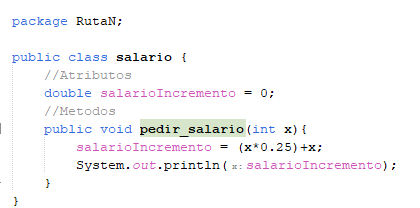 package RutaN;
public class salario {
//Atributos
double salarioIncremento = 0;
//Metodos
public void pedir_salario(int x){
salarioIncremento = (x*0.25)+x;
System.out.println(x:salarioIncremento);
}
}